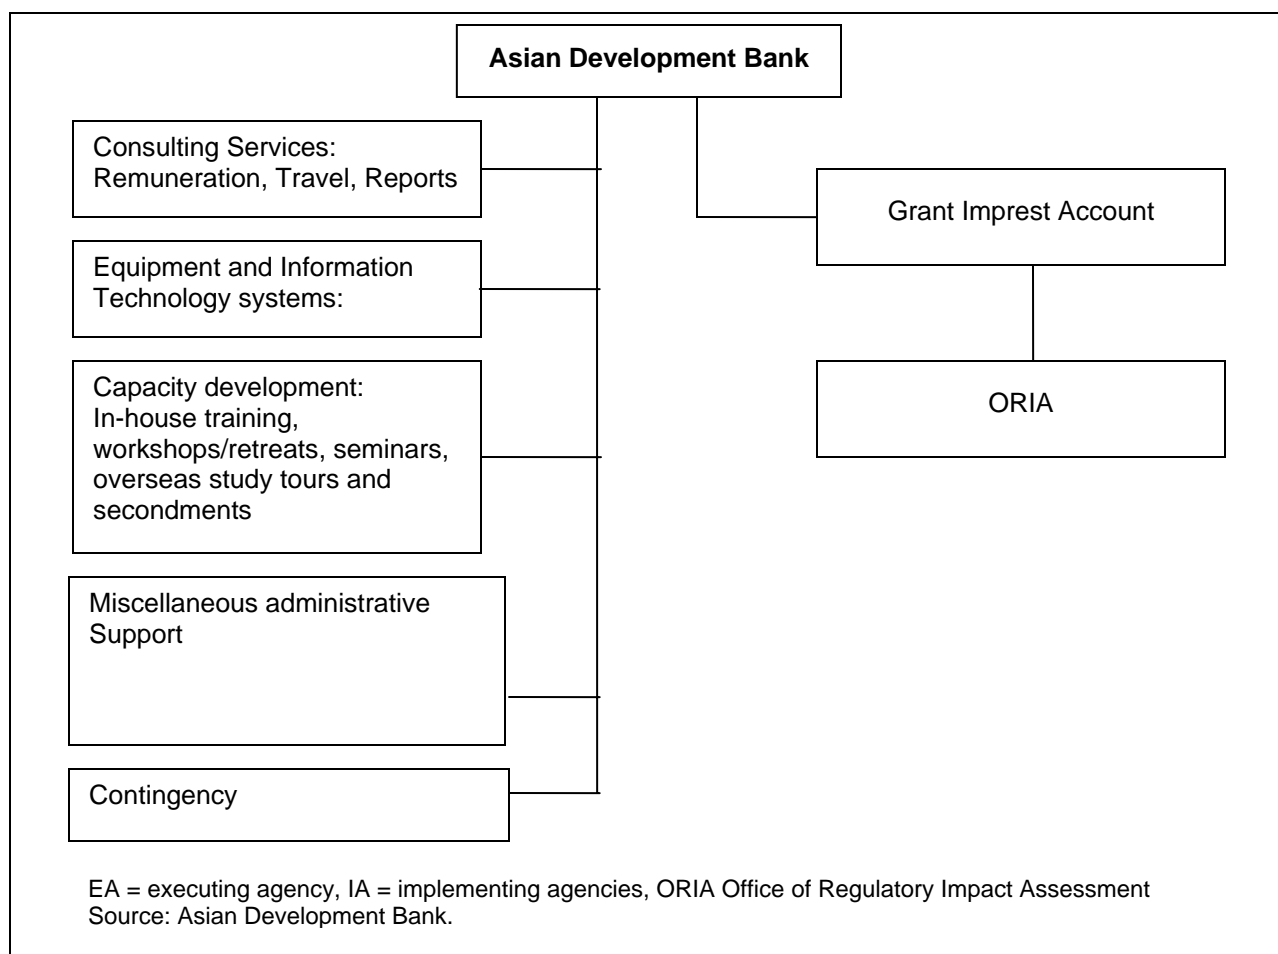 Asian Development Bank
Consulting Services:
Remuneration, Travel, Reports
Grant Imprest Account
Equipment and Information
Technology systems:
Capacity development:
In-house training,
workshops/retreats, seminars,
overseas study tours and
secondments
ORIA
Miscellaneous administrative
Support
Contingency
EA = executing agency, IA = implementing agencies, ORIA Office of Regulatory Impact Assessment
Source: Asian Development Bank.